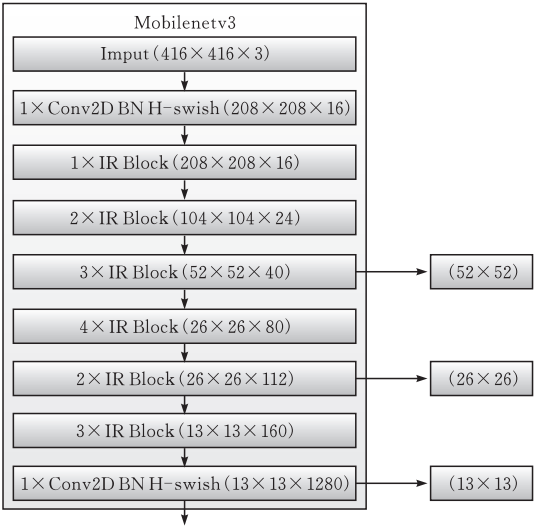 Mobilenetv3
Imput(416×416×3)
1×Conv2D BN H-swish(208×208×16)
1×IR Block(208×208×16)
2×IR Block(104×104×24)
3×IR Block(52×52×40)
(52×52)
4×IR Block(26×26×80)
2×IR Block(26×26×112)
(26×26)
3×IR Block(13×13×160)
1×Conv2D BN H-swish(13×13×1280)
(13×13)